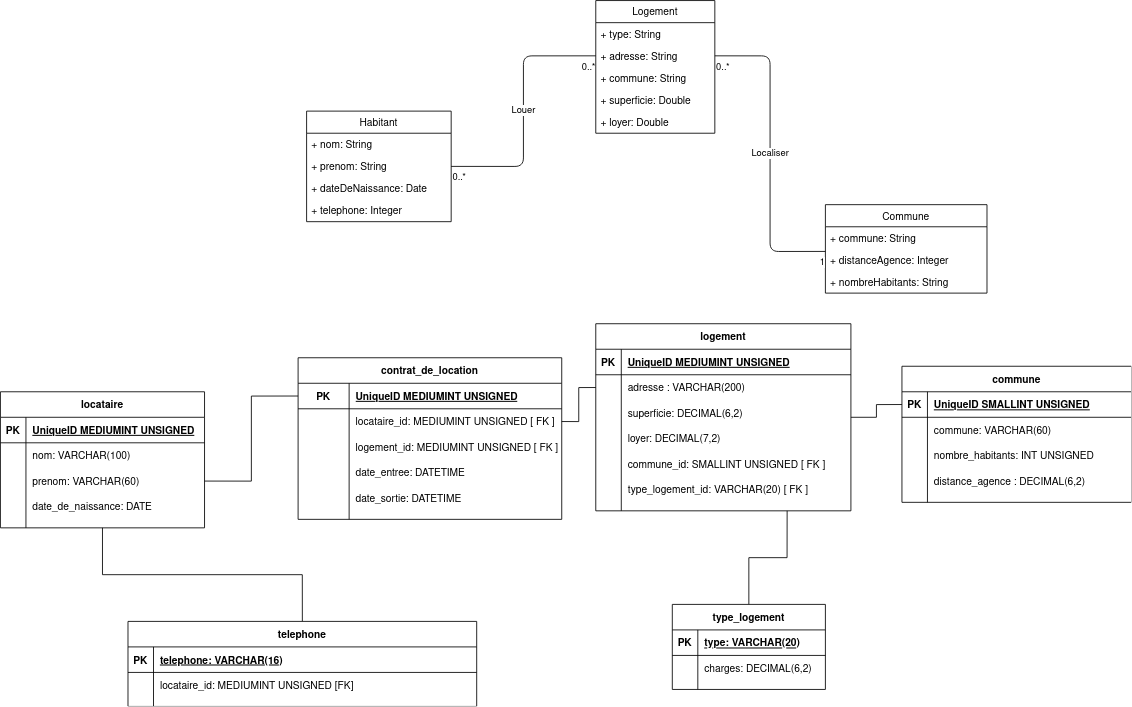 Logement
+ type: String
+ adresse: String
+ commune: String
+ superficie: Double
+ loyer: Double
0..*
0..*
Louer
Habitant
+ nom: String
+ prenom: String
+ dateDeNaissance: Date
+ telephone: Integer
0..*
Localiser
Commune
+ commune: String
+ distanceAgence: Integer
+ nombreHabitants: String
1
logement
PK UniqueID MEDIUMINT UNSIGNED
adresse : VARCHAR(200)
superficie: DECIMAL(6,2)
loyer: DECIMAL(7,2)
commune_id: SMALLINT UNSIGNED [ FK ]
type_logement_id: VARCHAR(20) [ FK ]
contrat_de_location
PK UniqueID MEDIUMINT UNSIGNED
locataire_id: MEDIUMINT UNSIGNED [ FK ]
logement_id: MEDIUMINT UNSIGNED [ FK ]
date_entree: DATETIME
date_sortie: DATETIME
commune
PK UniqueID SMALLINT UNSIGNED
commune: VARCHAR(60)
nombre_habitants: INT UNSIGNED
distance_agence : DECIMAL(6,2)
locataire
PK UniqueID MEDIUMINT UNSIGNED
nom: VARCHAR(100)
prenom: VARCHAR(60)
date_de_naissance: DATE
type_logement
PK type: VARCHAR(20)
charges: DECIMAL(6,2)
telephone
PK telephone: VARCHAR(16)
locataire_id: MEDIUMINT UNSIGNED [FK]